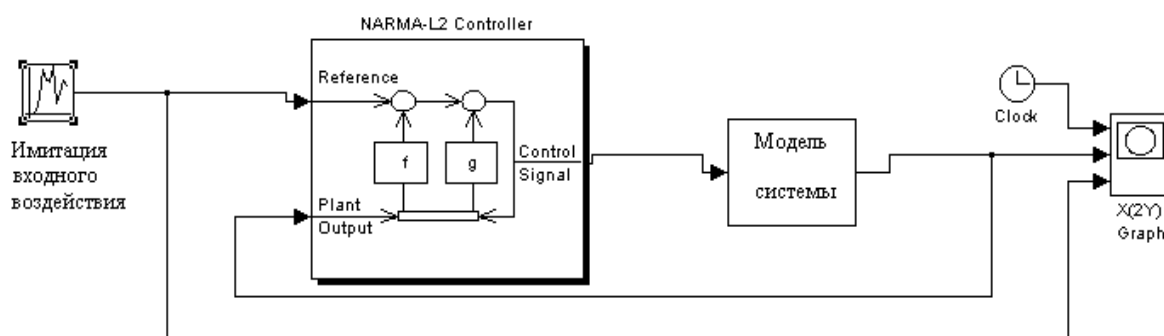 NARMA-L2 Controller
Reference
Имитация
входного
воздействия
f
g
Control
Signal
Plant
Output
Модель
системы
Clock
X(2Y)
Graph